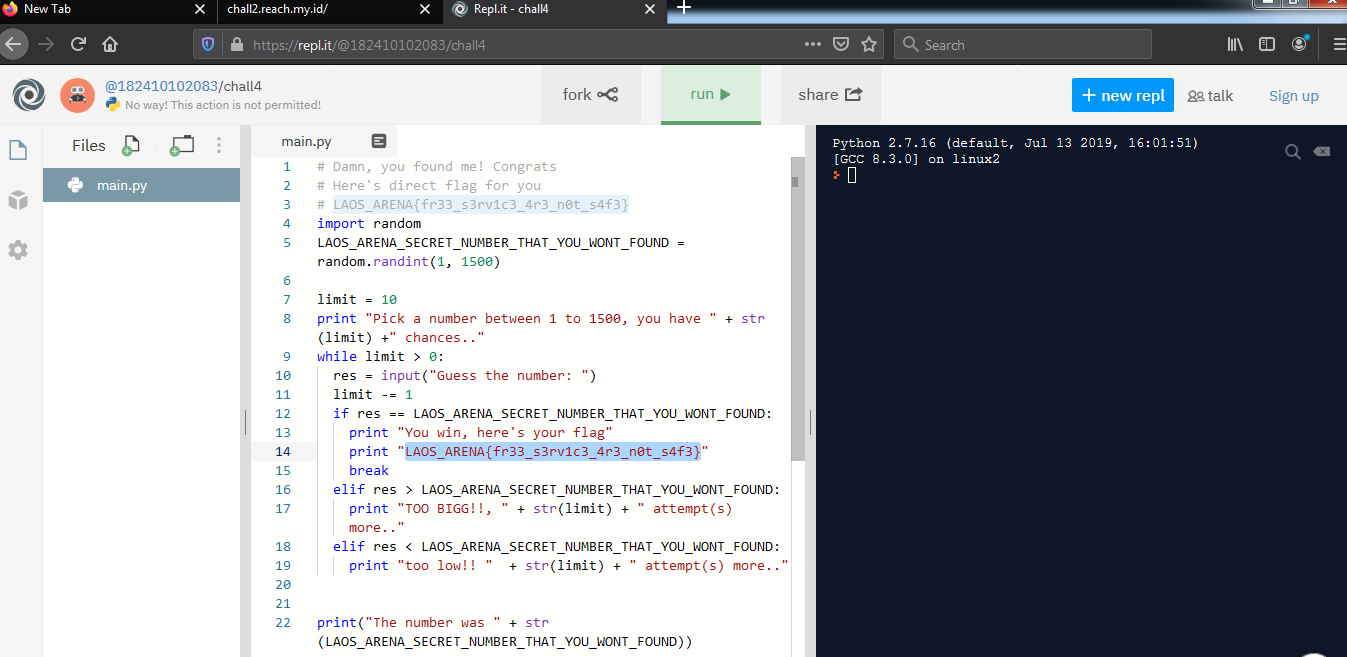 New Tab
chall2.reach.my.id/
Repl.it - chall4
https://repl.it/@182410102083/chall4
Search
@182410102083/chall4
No way! This action is not permitted!
fork
run
share
+ new repl
talk
Sign up
Files
main.py
main.py
1 # Damn, you found me! Congrats
2 # Here's direct flag for you
3 # LAOS_ARENA{fr33_s3rv1c3_4r3_n0t_s4f3}
4 import random
5 LAOS_ARENA_SECRET_NUMBER_THAT_YOU_WONT_FOUND =
random.randint(1, 1500)
6
7 limit = 10
8 print "Pick a number between 1 to 1500, you have " + str
(limit) +" chances.."
9 while limit > 0:
10 res = input("Guess the number: ")
11 limit -= 1
12 if res == LAOS_ARENA_SECRET_NUMBER_THAT_YOU_WONT_FOUND:
13 print "You win, here's your flag"
14 print "LAOS_ARENA{fr33_s3rv1c3_4r3_n0t_s4f3}"
15 break
16 elif res > LAOS_ARENA_SECRET_NUMBER_THAT_YOU_WONT_FOUND:
17 print "TOO BIGG!!, " + str(limit) + " attempt(s)
more.."
18 elif res < LAOS_ARENA_SECRET_NUMBER_THAT_YOU_WONT_FOUND:
19 print "too low!! "  + str(limit) + " attempt(s) more.."
20
21
22 print("The number was " + str
(LAOS_ARENA_SECRET_NUMBER_THAT_YOU_WONT_FOUND))
Python 2.7.16 (default, Jul 13 2019, 16:01:51)
[GCC 8.3.0] on linux2